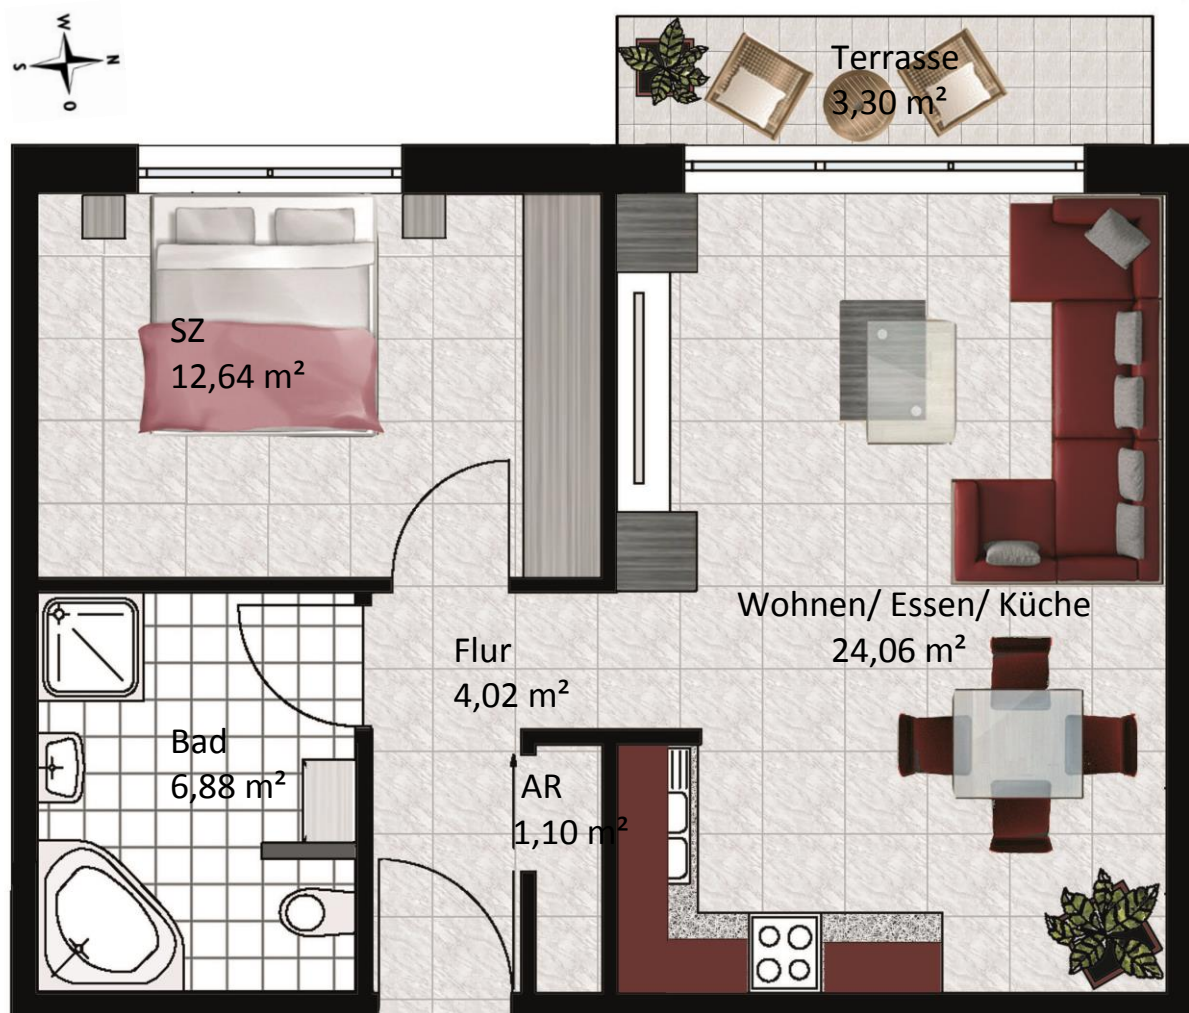 W
N
S
O
Terrasse
3,30 m²
SZ
12,64 m²
Wohnen/ Essen/ Küche
24,06 m²
Flur
4,02 m²
Bad
6,88 m²
AR
1,10 m²